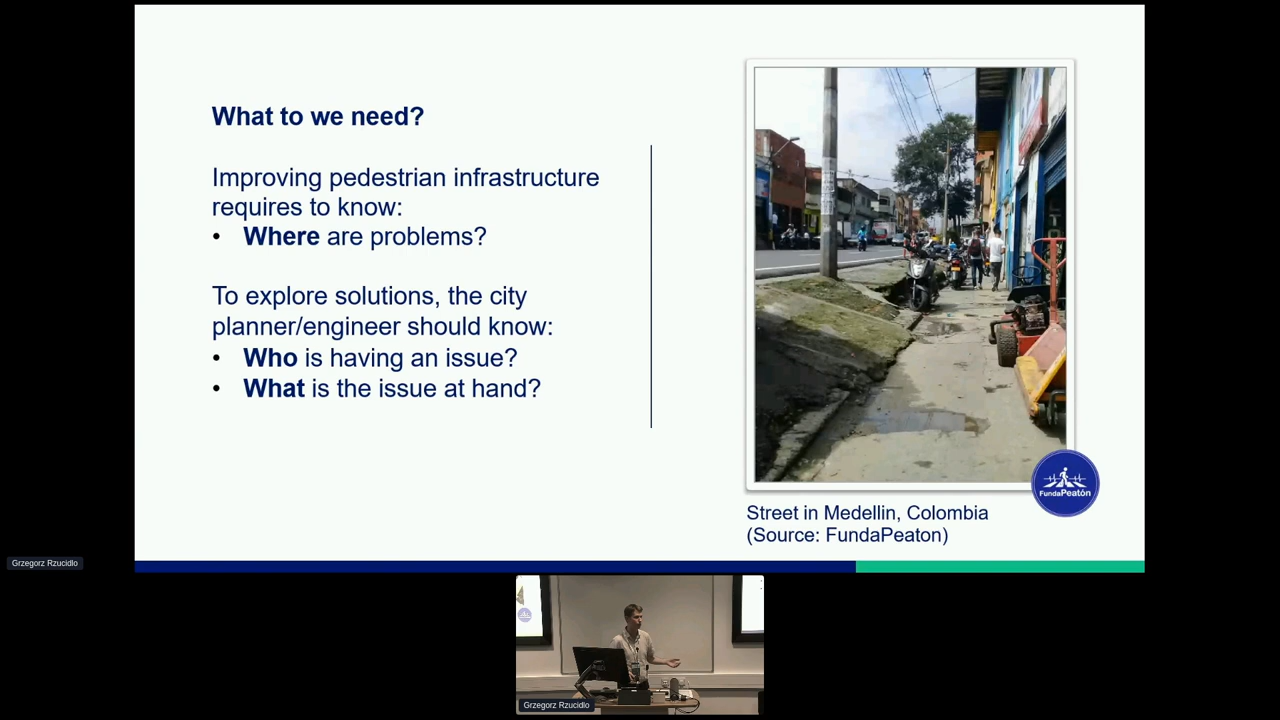 What to we need?
Improving pedestrian infrastructure
requires to know:
• Where are problems?
To explore solutions, the city
planner/engineer should know:
• Who is having an issue?
• What is the issue at hand?
FundaPeatón
Street in Medellin, Colombia
(Source: FundaPeaton)
Grzegorz Rzucidlo
Grzegorz Rzucidlo